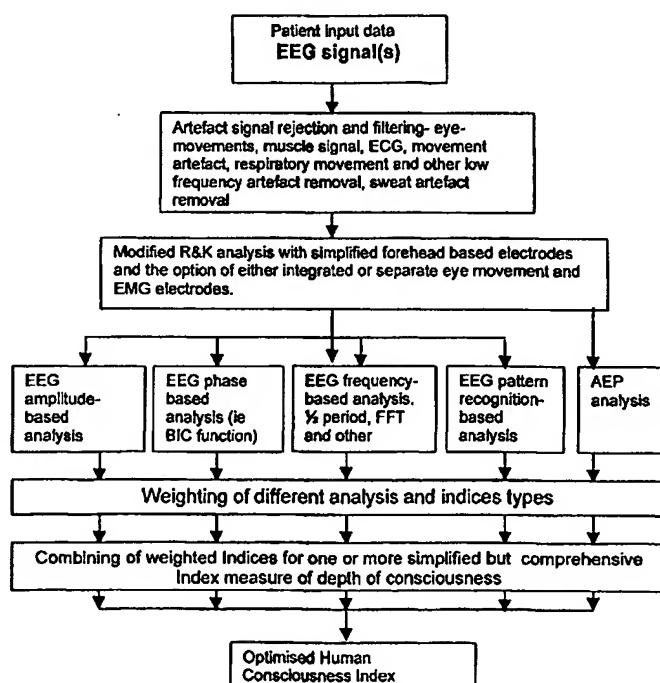 Patient input data
EEG signal(s)
Artefact signal rejection and filtering- eye-
movements, muscle signal, ECG, movement
artefact, respiratory movement and other low
frequency artefact removal, sweat artefact
removal
Modified R&K analysis with simplified forehead based electrodes
and the option of either integrated or separate eye movement and
EMG electrodes.
EEG
amplitude-
based
analysis
EEG phase
based
analysis (ie
BIC function)
EEG frequency-
based analysis.
½ period, FFT
and other
EEG pattern
recognition-
based
analysis
AEP
analysis
Weighting of different analysis and indices types
Combining of weighted Indices for one or more simplified but comprehensive
Index measure of depth of consciousness
Optimised Human
Consciousness Index